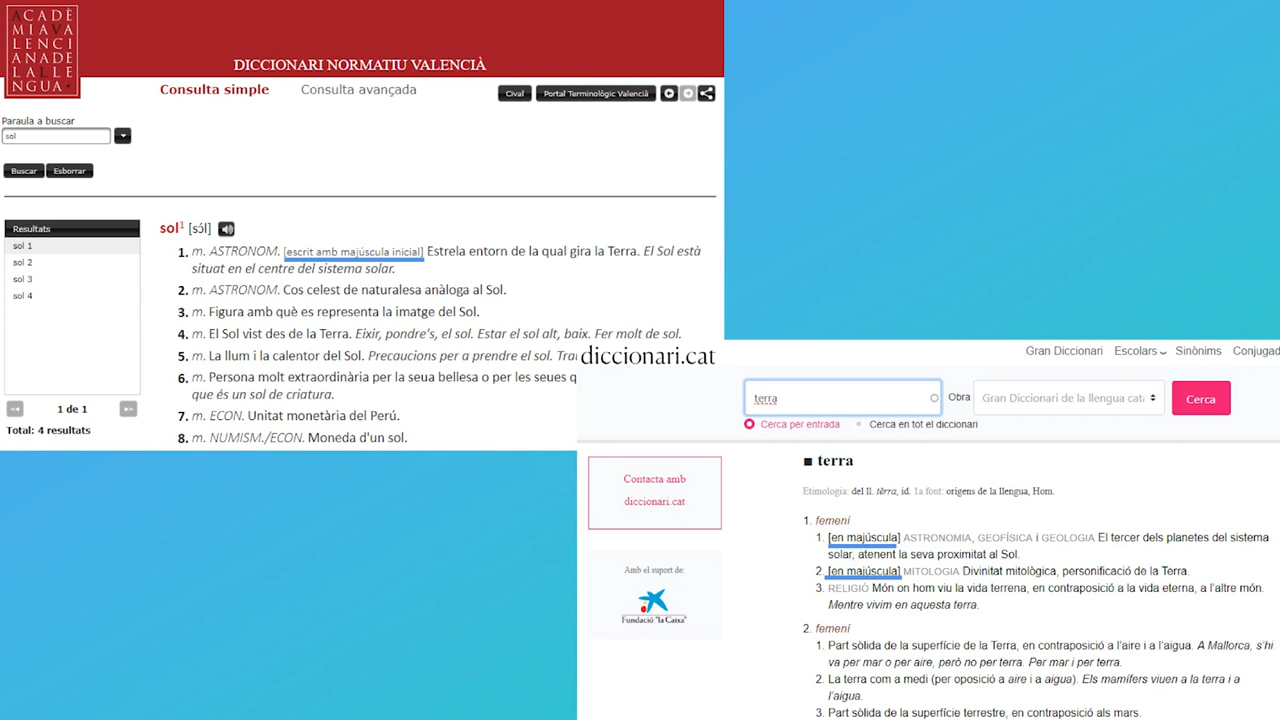 ACADÈ
MIAVA
LENCI
ANADE
LALLE
NGUA
DICCIONARI NORMATIU VALENCIÀ
Consulta simple
Consulta avançada
Cival
Portal Terminològic Valencià
Paraula a buscar
sol
Buscar
Esborrar
Resultats
sol 1
sol 2
sol 3
sol 4
1 de 1
Total: 4 resultats
sol¹ [sɔ́l]
1. m. ASTRONOM. [escrit amb majúscula inicial] Estrela entorn de la qual gira la Terra. El Sol està
situat en el centre del sistema solar.
2. m. ASTRONOM. Cos celest de naturalesa anàloga al Sol.
3. m. Figura amb què es representa la imatge del Sol.
4. m. El Sol vist des de la Terra. Eixir, pondre's, el sol. Estar el sol alt, baix. Fer molt de sol.
5. m. La llum i la calentor del Sol. Precaucions per a prendre el sol.
6. m. Persona molt extraordinària per la seua bellesa o per les seues
que és un sol de criatura.
7. m. ECON. Unitat monetària del Perú.
8. m. NUMISM./ECON. Moneda d'un sol.
diccionari.cat
Gran Diccionari
Escolars
Sinònims
Conjugad
terra
Obra
Gran Diccionari de la llengua cata
Cerca
Cerca per entrada
Cerca en tot el diccionari
Contacta amb
diccionari.cat
Amb el suport de:
Fundació "la Caixa"
■ terra
Etimologia: del ll. tĕrra, íd. 1a font: orígens de la llengua, Hom.
1. femení
1. [en majúscula] ASTRONOMIA, GEOFÍSICA i GEOLOGIA El tercer dels planetes del sistema
solar, atenent la seva proximitat al Sol.
2. [en majúscula] MITOLOGIA Divinitat mitològica, personificació de la Terra.
3. RELIGIÓ Món on hom viu la vida terrena, en contraposició a la vida eterna, a l’altre món.
Mentre vivim en aquesta terra.
2. femení
1. Part sòlida de la superfície de la Terra, en contraposició a l’aire i a l’aigua. A Mallorca, s’hi
va per mar o per aire, però no per terra. Per mar i per terra.
2. La terra com a medi (per oposició a aire i a aigua). Els mamífers viuen a la terra i a
l’aigua.
3. Part sòlida de la superfície terrestre, en contraposició als mars.